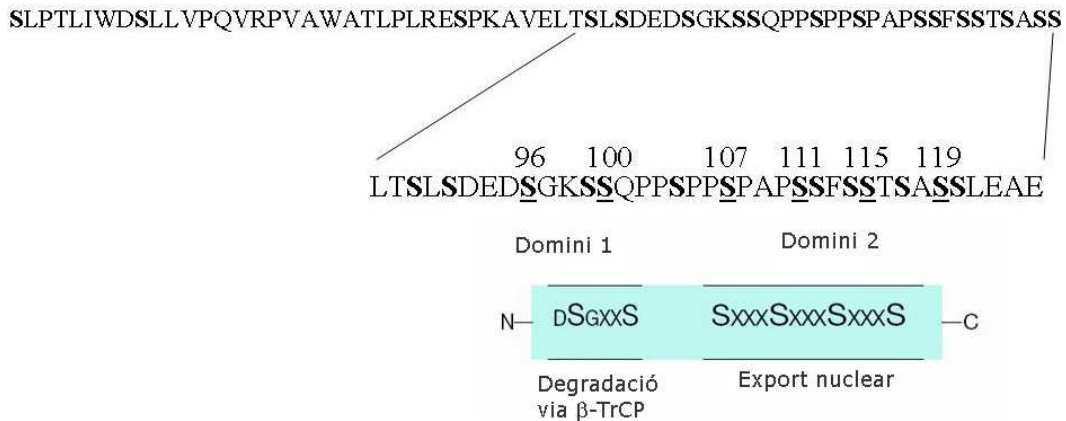 SLPTLIWDSLLVPQVRPVAWATLPLRESPKAVELTSLSDEDSGKSSQPPSPPSPAPSSFSSTSASS
96 100 107 111 115 119
LTSLSDEDSGKSSQPPSPPSPAPSSFSSTSASSLEAE
Domini 1 Domini 2
N DSGXXS SXXXSXXXSXXXS C
Degradació Export nuclear
via β-TrCP